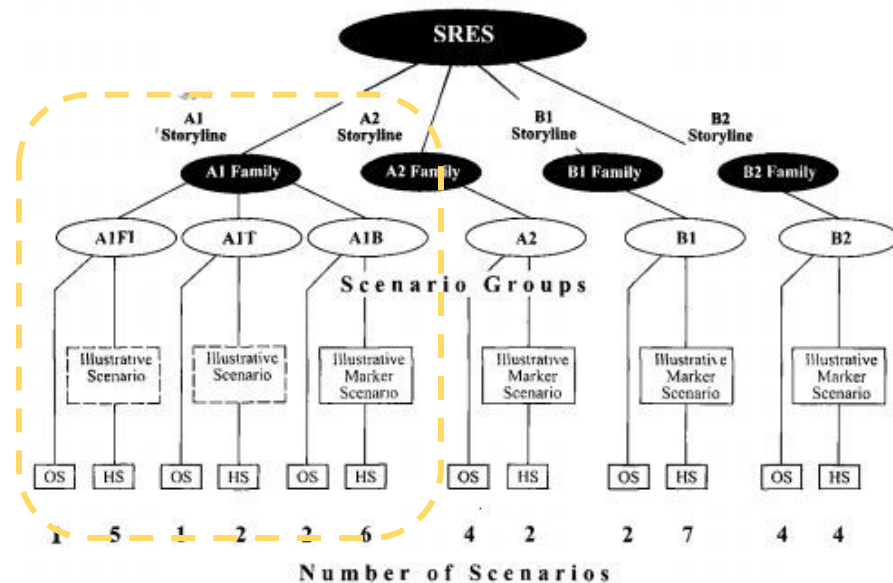 SRES
A1
Storyline
A2
Storyline
B1
Storyline
B2
Storyline
A1 Family
A2 Family
B1 Family
B2 Family
A1FI
A1T
A1B
A2
B1
B2
Scenario Groups
Illustrative
Scenario
Illustrative
Scenario
Illustrative
Marker
Scenario
Illustrative
Marker
Scenario
Illustrative
Marker
Scenario
Illustrative
Marker
Scenario
OS
HS
OS
HS
OS
HS
OS
HS
OS
HS
OS
HS
1 5 1 2 2 6 4 2 2 7 4 4
Number of Scenarios